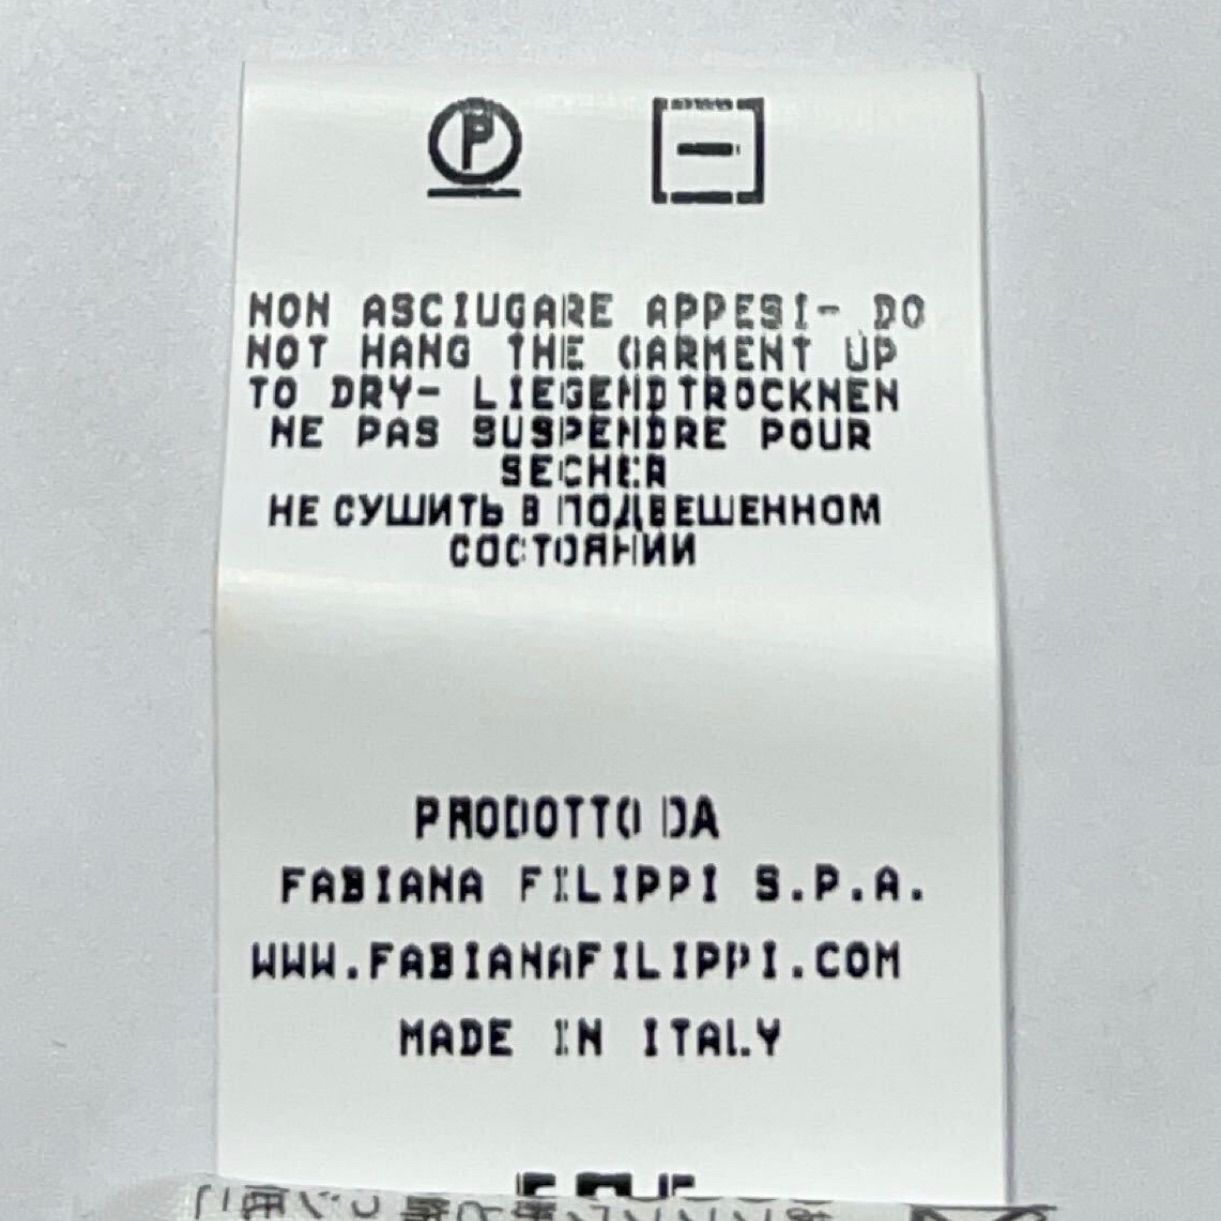 P
NON ASCIUGARE APPESI- DO
NOT HANG THE GARMENT UP
TO DRY- LIEGENDTROCKNEN
NE PAS SUSPENDRE POUR
SECHER
НЕ СУШИТЬ В ПОДВЕШЕННОМ
СОСТОЯНИИ
PRODOTTO DA
FABIANA FILIPPI S.P.A.
WWW.FABIANAFILIPPI.COM
MADE IN ITALY